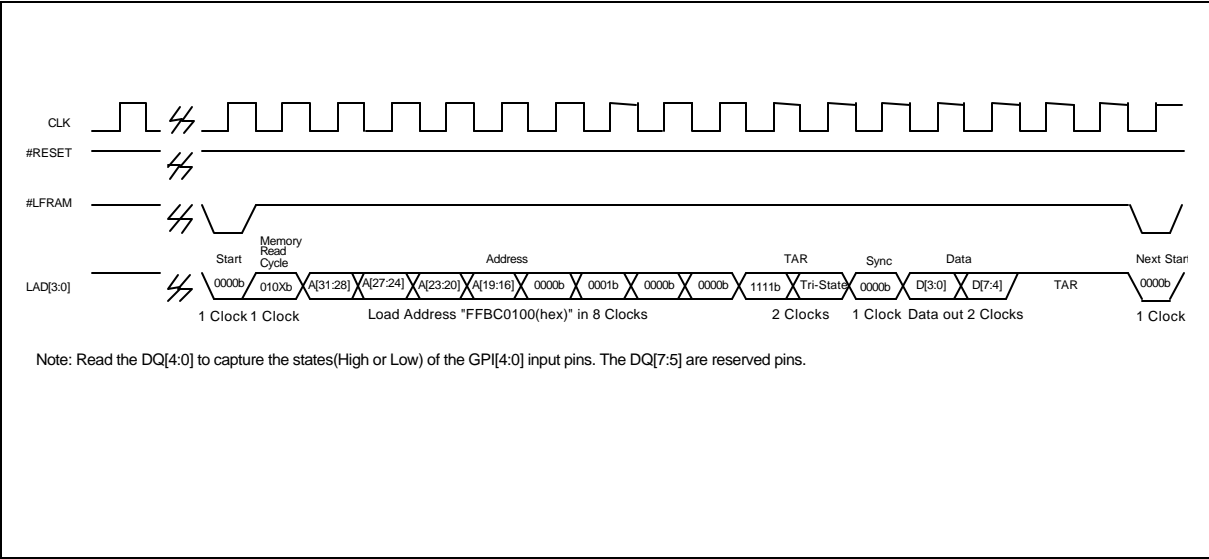 CLK
#RESET
#LFRAM
Start
Memory
Read
Cycle
Address
TAR
Sync
Data
Next Start
LAD[3:0]
0000b
010Xb
A[31:28]
A[27:24]
A[23:20]
A[19:16]
0000b
0001b
0000b
0000b
1111b
Tri-State
0000b
D[3:0]
D[7:4]
TAR
0000b
1 Clock
1 Clock
Load Address "FFBC0100(hex)" in 8 Clocks
2 Clocks
1 Clock
Data out 2 Clocks
1 Clock
Note: Read the DQ[4:0] to capture the states(High or Low) of the GPI[4:0] input pins. The DQ[7:5] are reserved pins.